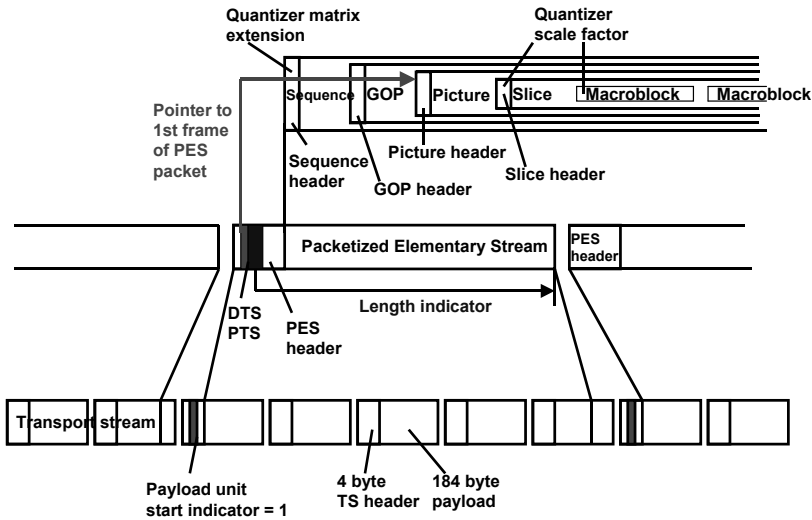 Quantizer matrix
extension
Quantizer
scale factor
Sequence
GOP
Picture
Slice
Macroblock
Macroblock
Pointer to
1st frame
of PES
packet
Sequence
header
GOP header
Picture header
Slice header
Packetized Elementary Stream
PES
header
Length indicator
DTS
PTS
PES
header
Transport stream
Payload unit
start indicator = 1
4 byte
TS header
184 byte
payload